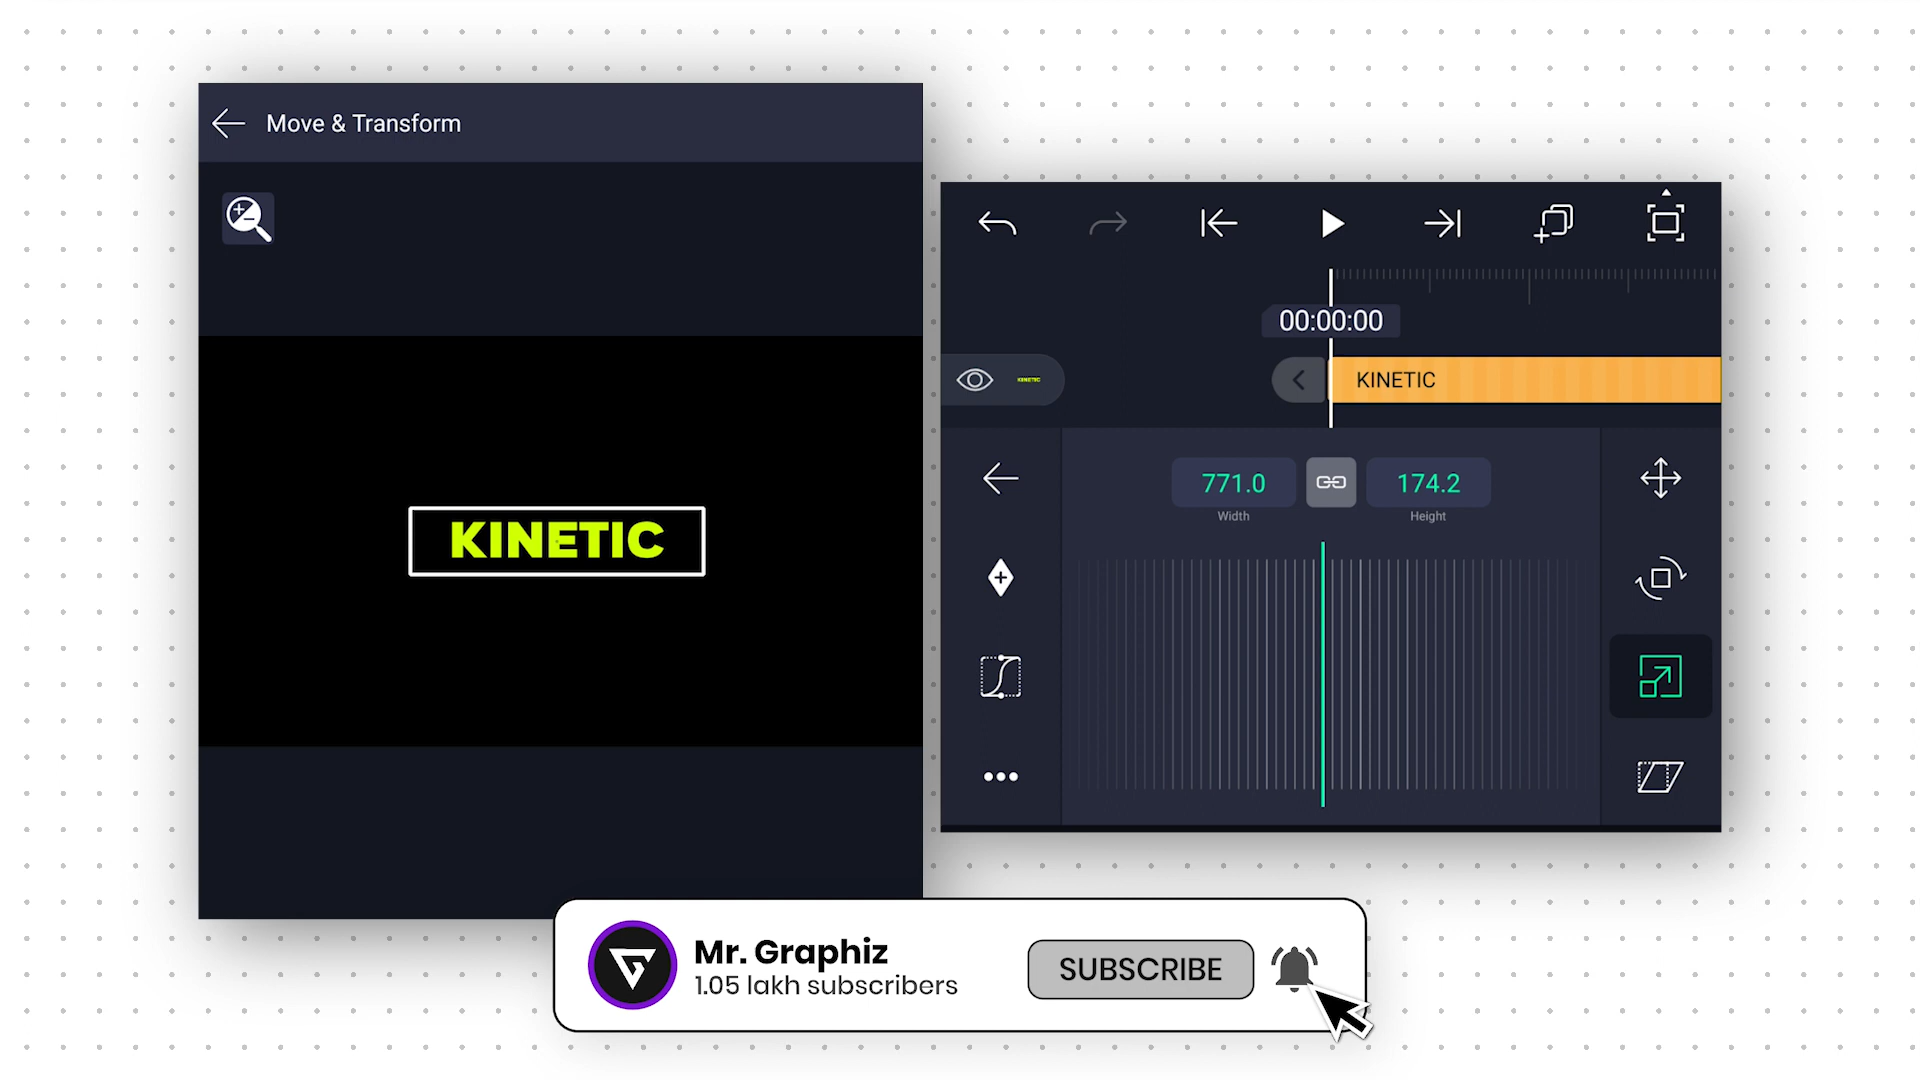 Move & Transform
KINETIC
00:00:00
KINETIC
KINETIC
771.0
174.2
Width
Height
Mr. Graphiz
1.05 lakh subscribers
SUBSCRIBE